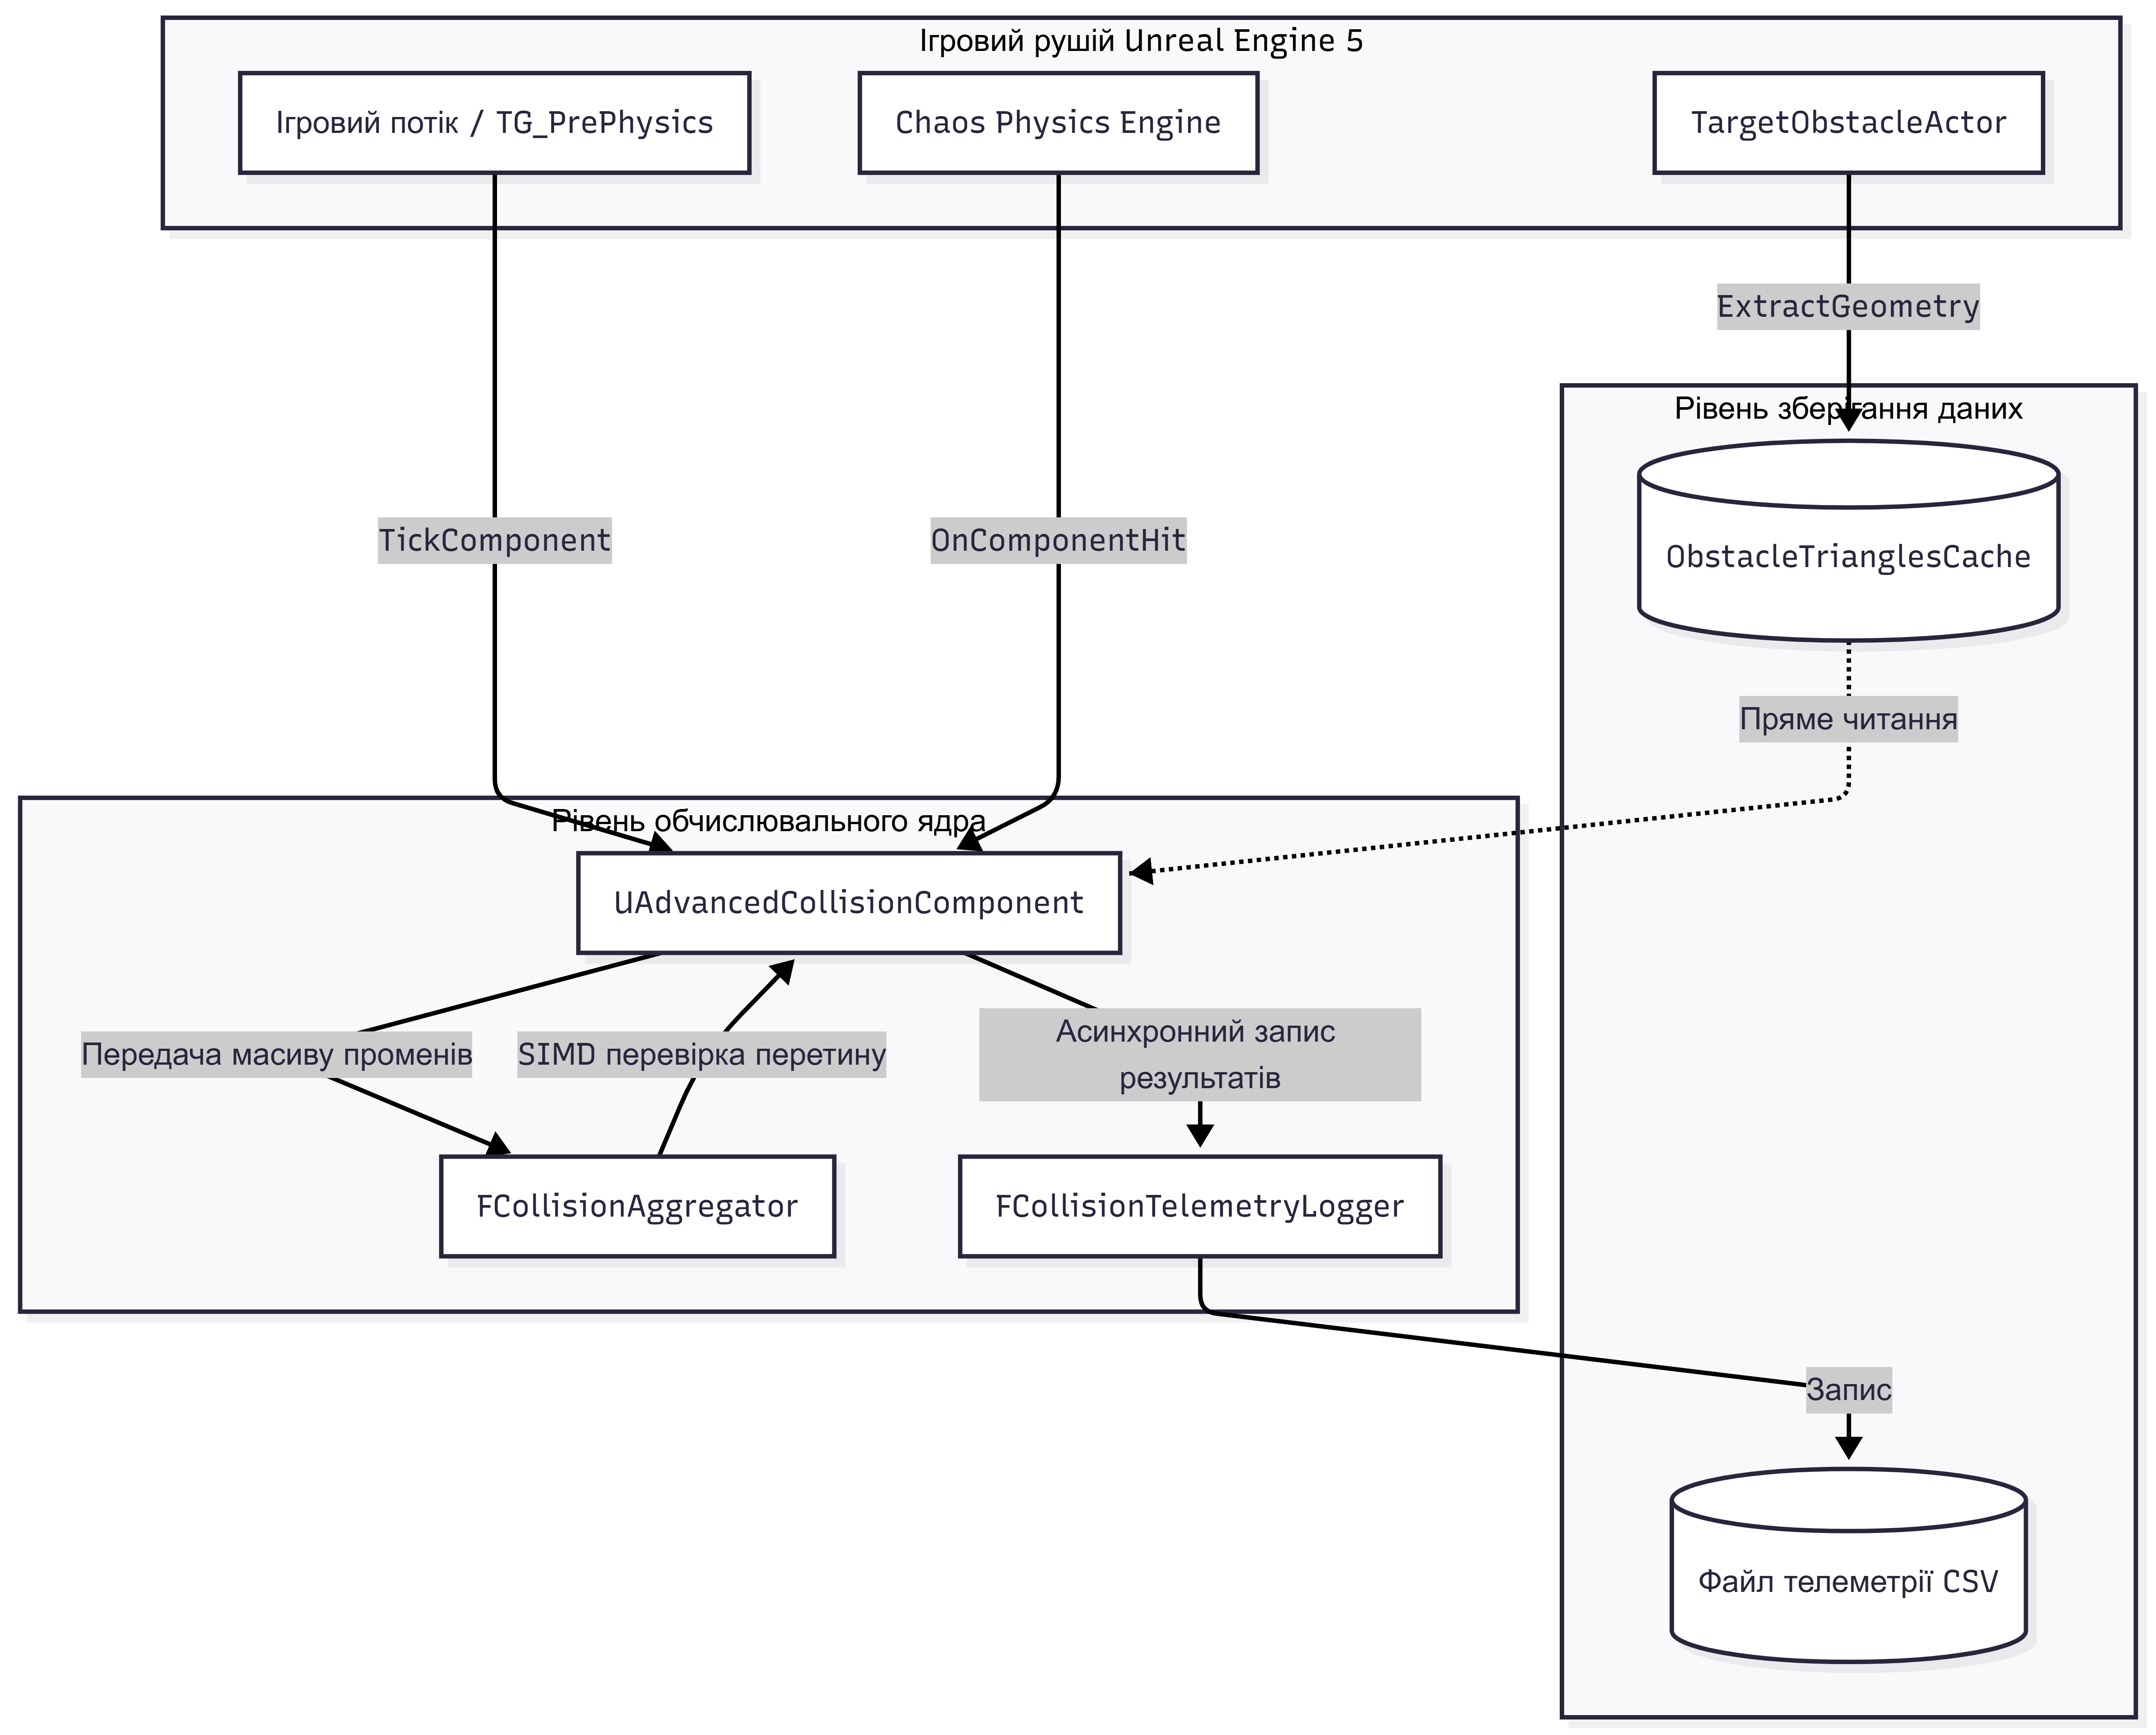 Ігровий рушій Unreal Engine 5
Ігровий потік / TG_PrePhysics
Chaos Physics Engine
TargetObstacleActor
ExtractGeometry
Рівень зберігання даних
TickComponent
OnComponentHit
ObstacleTrianglesCache
Пряме читання
Рівень обчислювального ядра
UAdvancedCollisionComponent
Передача масиву променів
SIMD перевірка перетину
Асинхронний запис
результатів
FCollisionAggregator
FCollisionTelemetryLogger
Запис
Файл телеметрії CSV